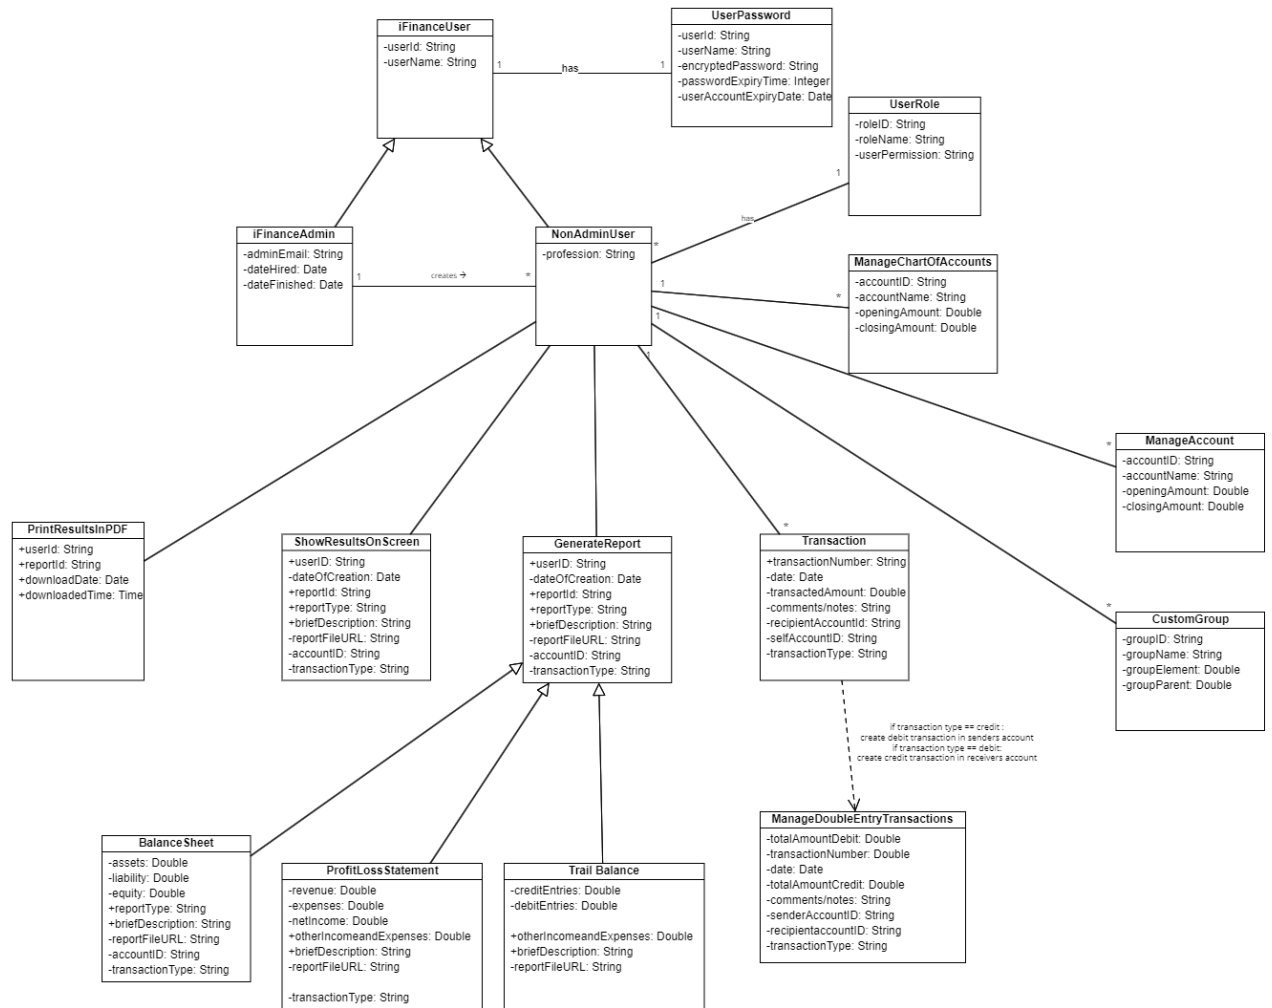 iFinanceUser
-userId: String
-userName: String
UserPassword
-userId: String
-userName: String
-encryptedPassword: String
-passwordExpiryTime: Integer
-userAccountExpiryDate: Date
1
has
1
UserRole
-roleID: String
-roleName: String
-userPermission: String
1
has
*
iFinanceAdmin
-adminEmail: String
-dateHired: Date
-dateFinished: Date
1
creates →
*
NonAdminUser
-profession: String
ManageChartOfAccounts
-accountID: String
-accountName: String
-openingAmount: Double
-closingAmount: Double
1
*
1
1
ManageAccount
-accountID: String
-accountName: String
-openingAmount: Double
-closingAmount: Double
*
PrintResultsInPDF
+userId: String
+reportId: String
+downloadDate: Date
+downloadedTime: Time
ShowResultsOnScreen
+userID: String
-dateOfCreation: Date
+reportId: String
+reportType: String
+briefDescription: String
-reportFileURL: String
-accountID: String
-transactionType: String
GenerateReport
+userID: String
-dateOfCreation: Date
+reportId: String
+reportType: String
+briefDescription: String
-reportFileURL: String
-accountID: String
-transactionType: String
*
Transaction
+transactionNumber: String
-date: Date
-transactedAmount: Double
-comments/notes: String
-recipientAccountId: String
-selfAccountID: String
-transactionType: String
*
CustomGroup
-groupID: String
-groupName: String
-groupElement: Double
-groupParent: Double
if transaction type == credit :
create debit transaction in senders account
if transaction type == debit:
create credit transaction in receivers account
BalanceSheet
-assets: Double
-liability: Double
-equity: Double
+reportType: String
+briefDescription: String
-reportFileURL: String
-accountID: String
-transactionType: String
ProfitLossStatement
-revenue: Double
-expenses: Double
-netIncome: Double
+otherIncomeandExpenses: Double
+briefDescription: String
-reportFileURL: String
-transactionType: String
Trail Balance
-creditEntries: Double
-debitEntries: Double
+otherIncomeandExpenses: Double
+briefDescription: String
-reportFileURL: String
ManageDoubleEntryTransactions
-totalAmountDebit: Double
-transactionNumber: Double
-date: Date
-totalAmountCredit: Double
-comments/notes: String
-senderAccountID: String
-recipientaccountID: String
-transactionType: String